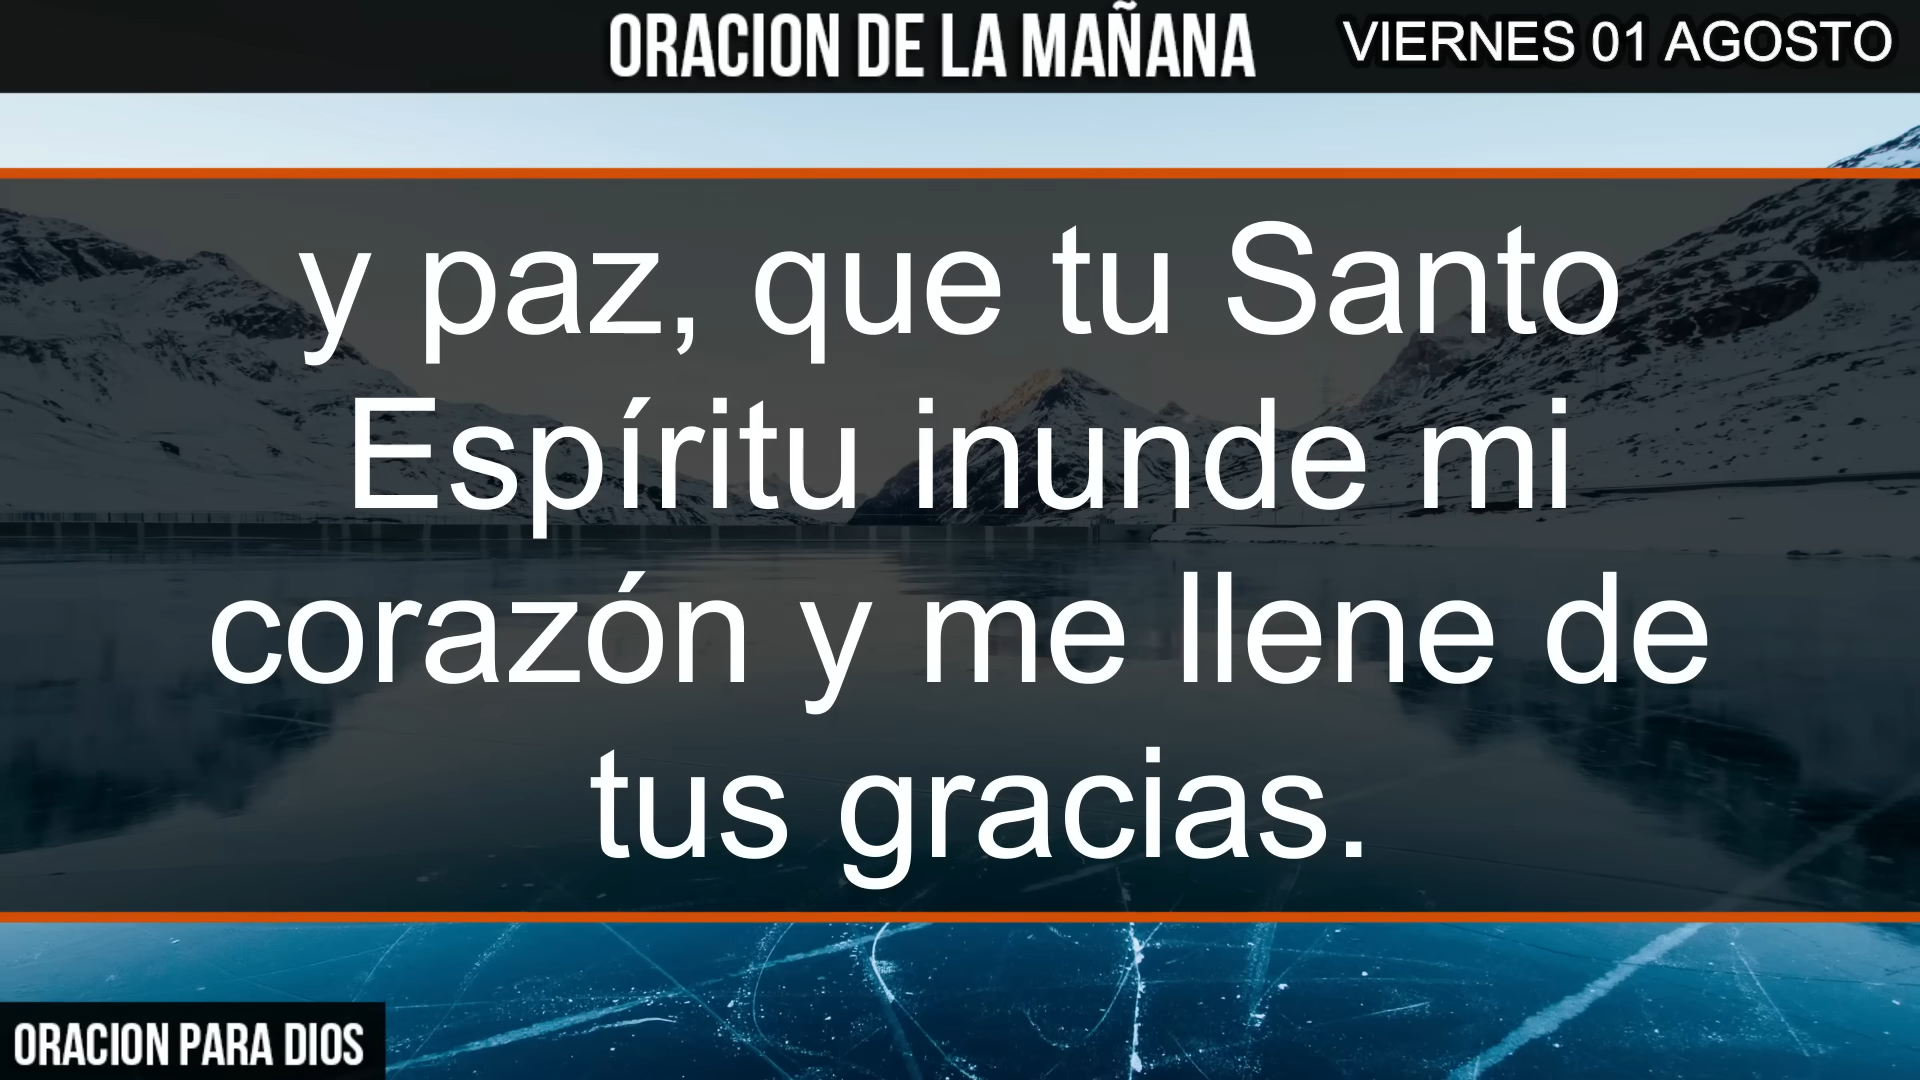 ORACION DE LA MAÑANA
VIERNES 01 AGOSTO
y paz, que tu Santo
Espíritu inunde mi
corazón y me llene de
tus gracias.
ORACION PARA DIOS